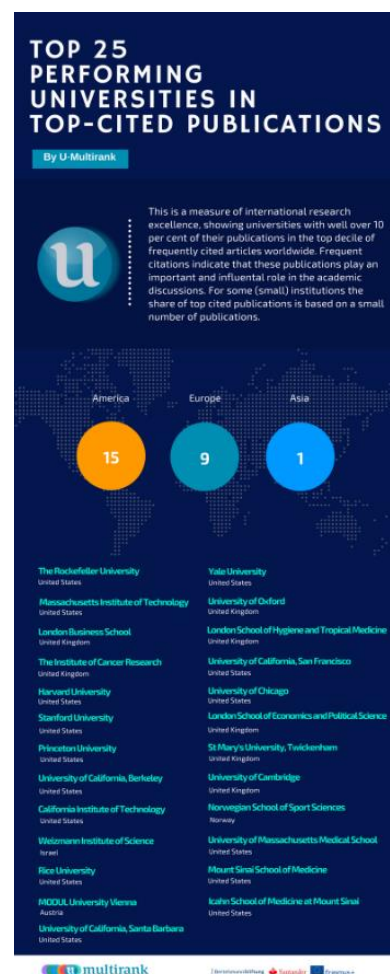 TOP 25
PERFORMING
UNIVERSITIES IN
TOP-CITED PUBLICATIONS
By U-Multirank
This is a measure of international research
excellence, showing universities with well over 10
per cent of their publications in the top decile of
frequently cited articles worldwide. Frequent
citations indicate that these publications play an
important and influental role in the academic
discussions. For some (small) institutions the
share of top cited publications is based on a small
number of publications.
u
America
Europe
Asia
15
9
1
The Rockefeller University
United States
Massachusetts Institute of Technology
United States
London Business School
United Kingdom
The Institute of Cancer Research
United Kingdom
Harvard University
United States
Stanford University
United States
Princeton University
United States
University of California, Berkeley
United States
California Institute of Technology
United States
Weizmann Institute of Science
Israel
Rice University
United States
MODUL University Vienna
Austria
University of California, Santa Barbara
United States
Yale University
United States
University of Oxford
United Kingdom
London School of Hygiene and Tropical Medicine
United Kingdom
University of California, San Francisco
United States
University of Chicago
United States
London School of Economics and Political Science
United Kingdom
St Mary's University, Twickenham
United Kingdom
University of Cambridge
United Kingdom
Norwegian School of Sport Sciences
Norway
University of Massachusetts Medical School
United States
Mount Sinai School of Medicine
United States
Icahn School of Medicine at Mount Sinai
United States
multirank
BertelsmannStiftung
Santander
Erasmus+